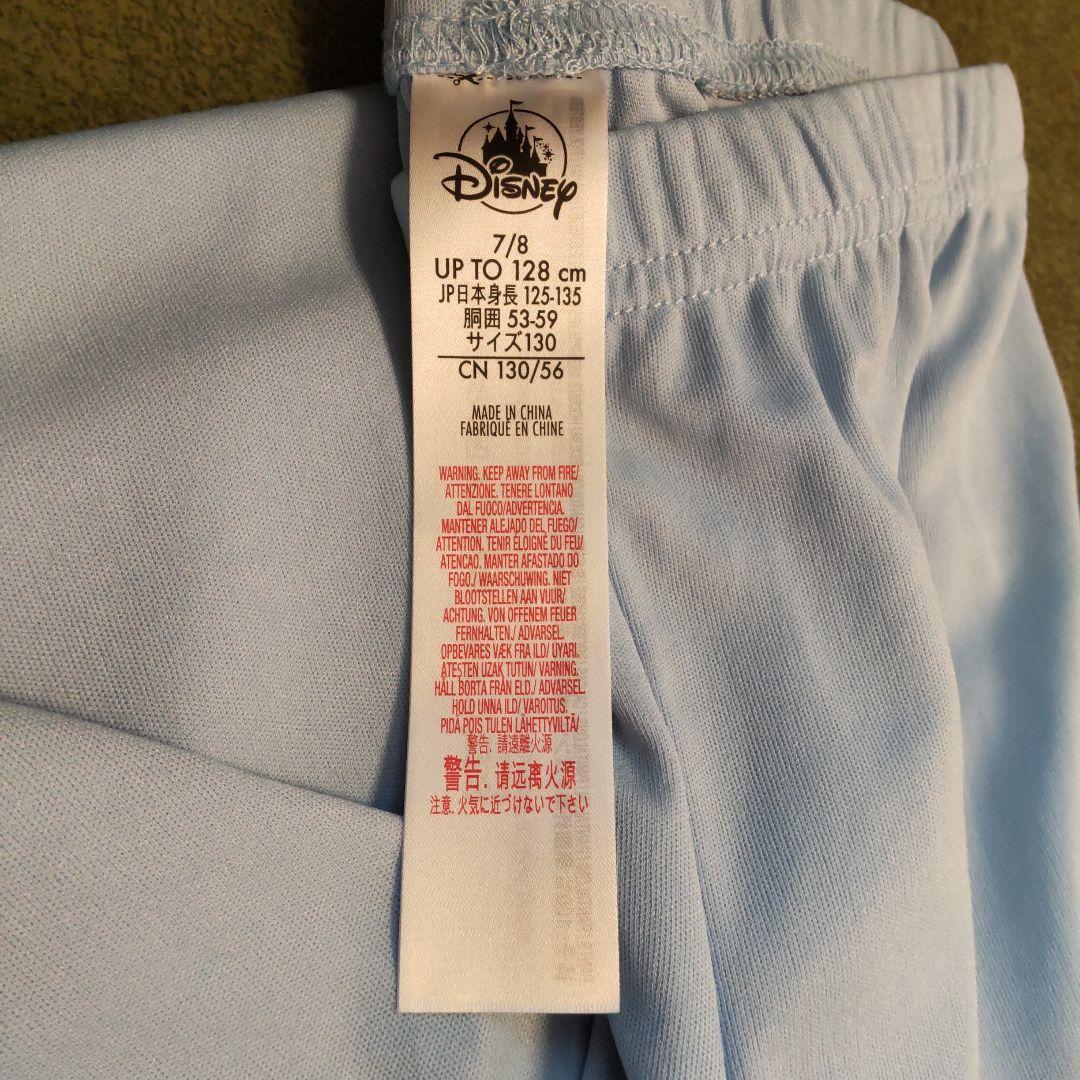 DISNEY
7/8
UP TO 128 cm
JP日本身長 125-135
胴囲 53-59
サイズ130
CN 130/56
MADE IN CHINA
FABRIQUÉ EN CHINE
WARNING. KEEP AWAY FROM FIRE/
ATTENZIONE. TENERE LONTANO
DAL FUOCO/ADVERTENCIA.
MANTENER ALEJADO DEL FUEGO/
ATTENTION. TENIR ÉLOIGNÉ DU FEU/
ATENCAO. MANTER AFASTADO DO
FOGO./ WAARSCHUWING. NIET
BLOOTSTELLEN AAN VUUR/
ACHTUNG. VON OFFENEM FEUER
FERNHALTEN./ ADVARSEL.
OPBEVARES VÆK FRA ILD/ UYARI.
ATEŞTEN UZAK TUTUN/ VARNING.
HÅLL BORTA FRÅN ELD./ ADVARSEL.
HOLD UNNA ILD/ VAROITUS.
PIDA POIS TULEN LÄHETTYVILTÄ/
警告. 請遠離火源
警告. 请远离火源
注意. 火気に近づけないで下さい